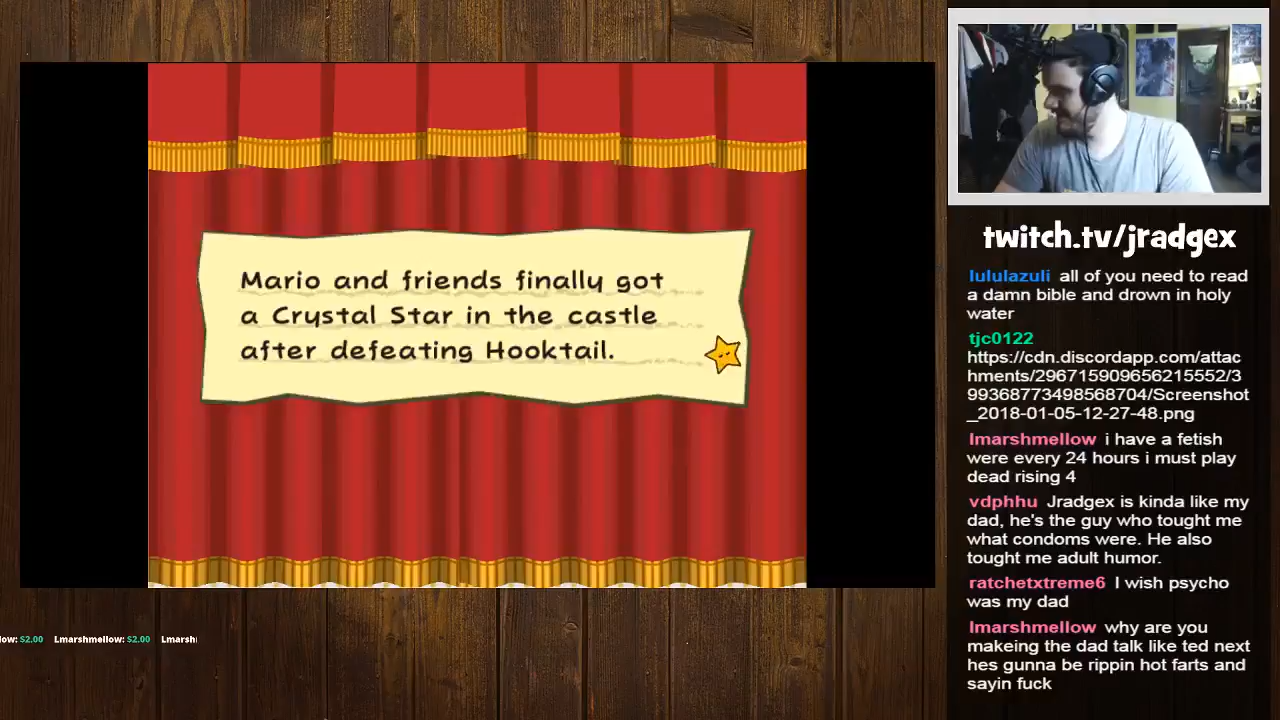 Mario and friends finally got
a Crystal Star in the castle
after defeating Hooktail.
twitch.tv/jradgex
lululazuli all of you need to read
a damn bible and drown in holy
water
tjc0122
https://cdn.discordapp.com/attac
hments/296715909656215552/3
99368773498568704/Screenshot
_2018-01-05-12-27-48.png
lmarshmellow i have a fetish
were every 24 hours i must play
dead rising 4
vdphhu Jradgex is kinda like my
dad, he's the guy who tought me
what condoms were. He also
tought me adult humor.
ratchetxtreme6 I wish psycho
was my dad
lmarshmellow why are you
makeing the dad talk like ted next
hes gunna be rippin hot farts and
sayin fuck
low: $2.00 Lmarshmellow: $2.00 Lmarsh